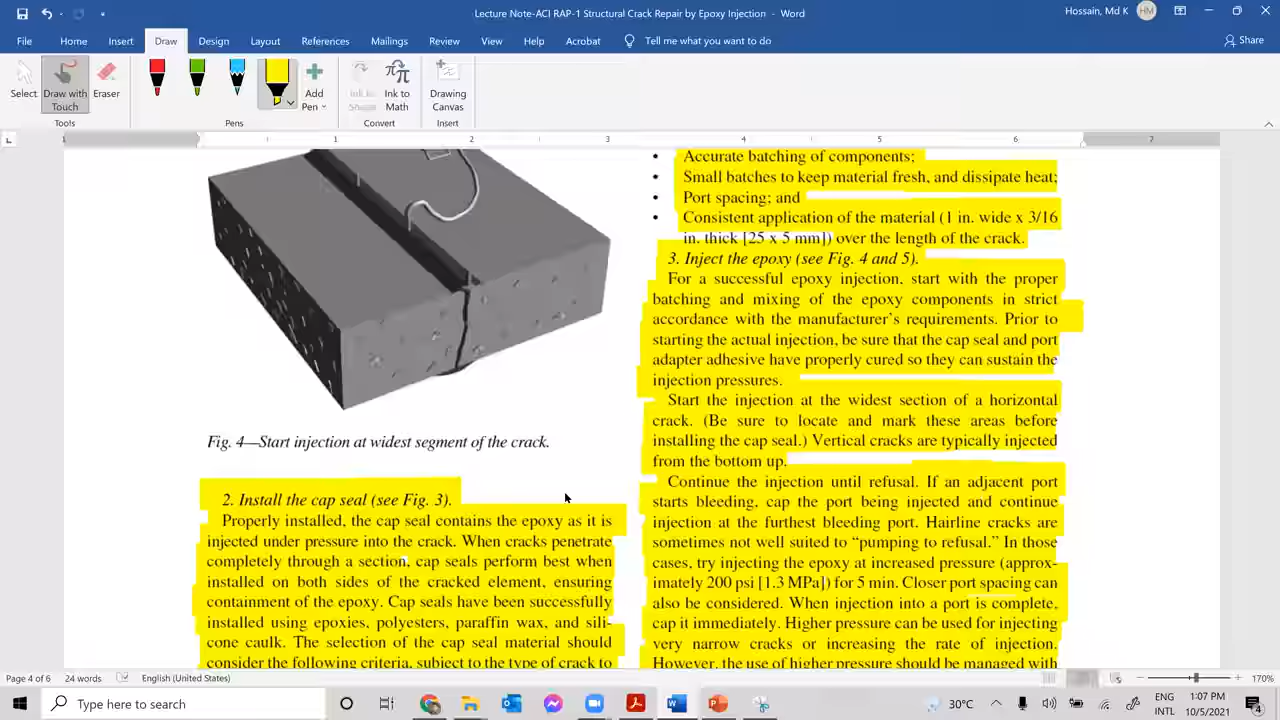 Lecture Note-ACI RAP-1 Structural Crack Repair by Epoxy Injection - Word
Hossain, Md K
HM
File Home Insert Draw Design Layout References Mailings Review View Help Acrobat Tell me what you want to do
Share
Select
Draw with Touch
Eraser
Add Pen
Ink to Shape
Ink to Math
Drawing Canvas
Tools
Pens
Convert
Insert
1 1 2 3 4 5 6 7
Fig. 4—Start injection at widest segment of the crack.
2. Install the cap seal (see Fig. 3).
Properly installed, the cap seal contains the epoxy as it is
injected under pressure into the crack. When cracks penetrate
completely through a section, cap seals perform best when
installed on both sides of the cracked element, ensuring
containment of the epoxy. Cap seals have been successfully
installed using epoxies, polyesters, paraffin wax, and sili-
cone caulk. The selection of the cap seal material should
consider the following criteria, subject to the type of crack to
• Accurate batching of components;
• Small batches to keep material fresh, and dissipate heat;
• Port spacing; and
• Consistent application of the material (1 in. wide x 3/16
in. thick [25 x 5 mm]) over the length of the crack.
3. Inject the epoxy (see Fig. 4 and 5).
For a successful epoxy injection, start with the proper
batching and mixing of the epoxy components in strict
accordance with the manufacturer's requirements. Prior to
starting the actual injection, be sure that the cap seal and port
adapter adhesive have properly cured so they can sustain the
injection pressures.
Start the injection at the widest section of a horizontal
crack. (Be sure to locate and mark these areas before
installing the cap seal.) Vertical cracks are typically injected
from the bottom up.
Continue the injection until refusal. If an adjacent port
starts bleeding, cap the port being injected and continue
injection at the furthest bleeding port. Hairline cracks are
sometimes not well suited to “pumping to refusal.” In those
cases, try injecting the epoxy at increased pressure (approx-
imately 200 psi [1.3 MPa]) for 5 min. Closer port spacing can
also be considered. When injection into a port is complete,
cap it immediately. Higher pressure can be used for injecting
very narrow cracks or increasing the rate of injection.
However, the use of higher pressure should be managed with
Page 4 of 6 24 words English (United States)
170%
Type here to search
30°C
ENG
INTL
1:07 PM
10/5/2021
4